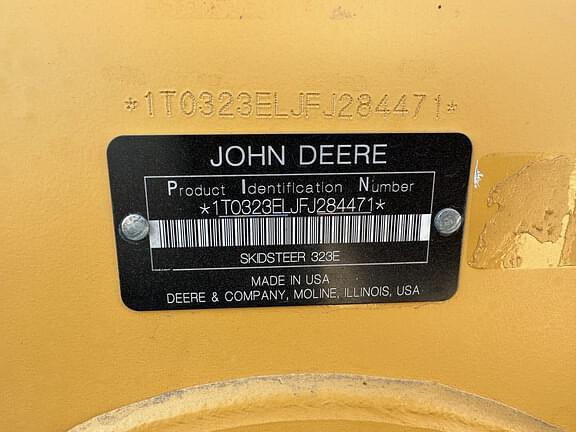 *1T0323ELJFJ284471*
JOHN DEERE
Product Identification Number
*1T0323ELJFJ284471*
SKIDSTEER 323E
MADE IN USA
DEERE & COMPANY, MOLINE, ILLINOIS, USA